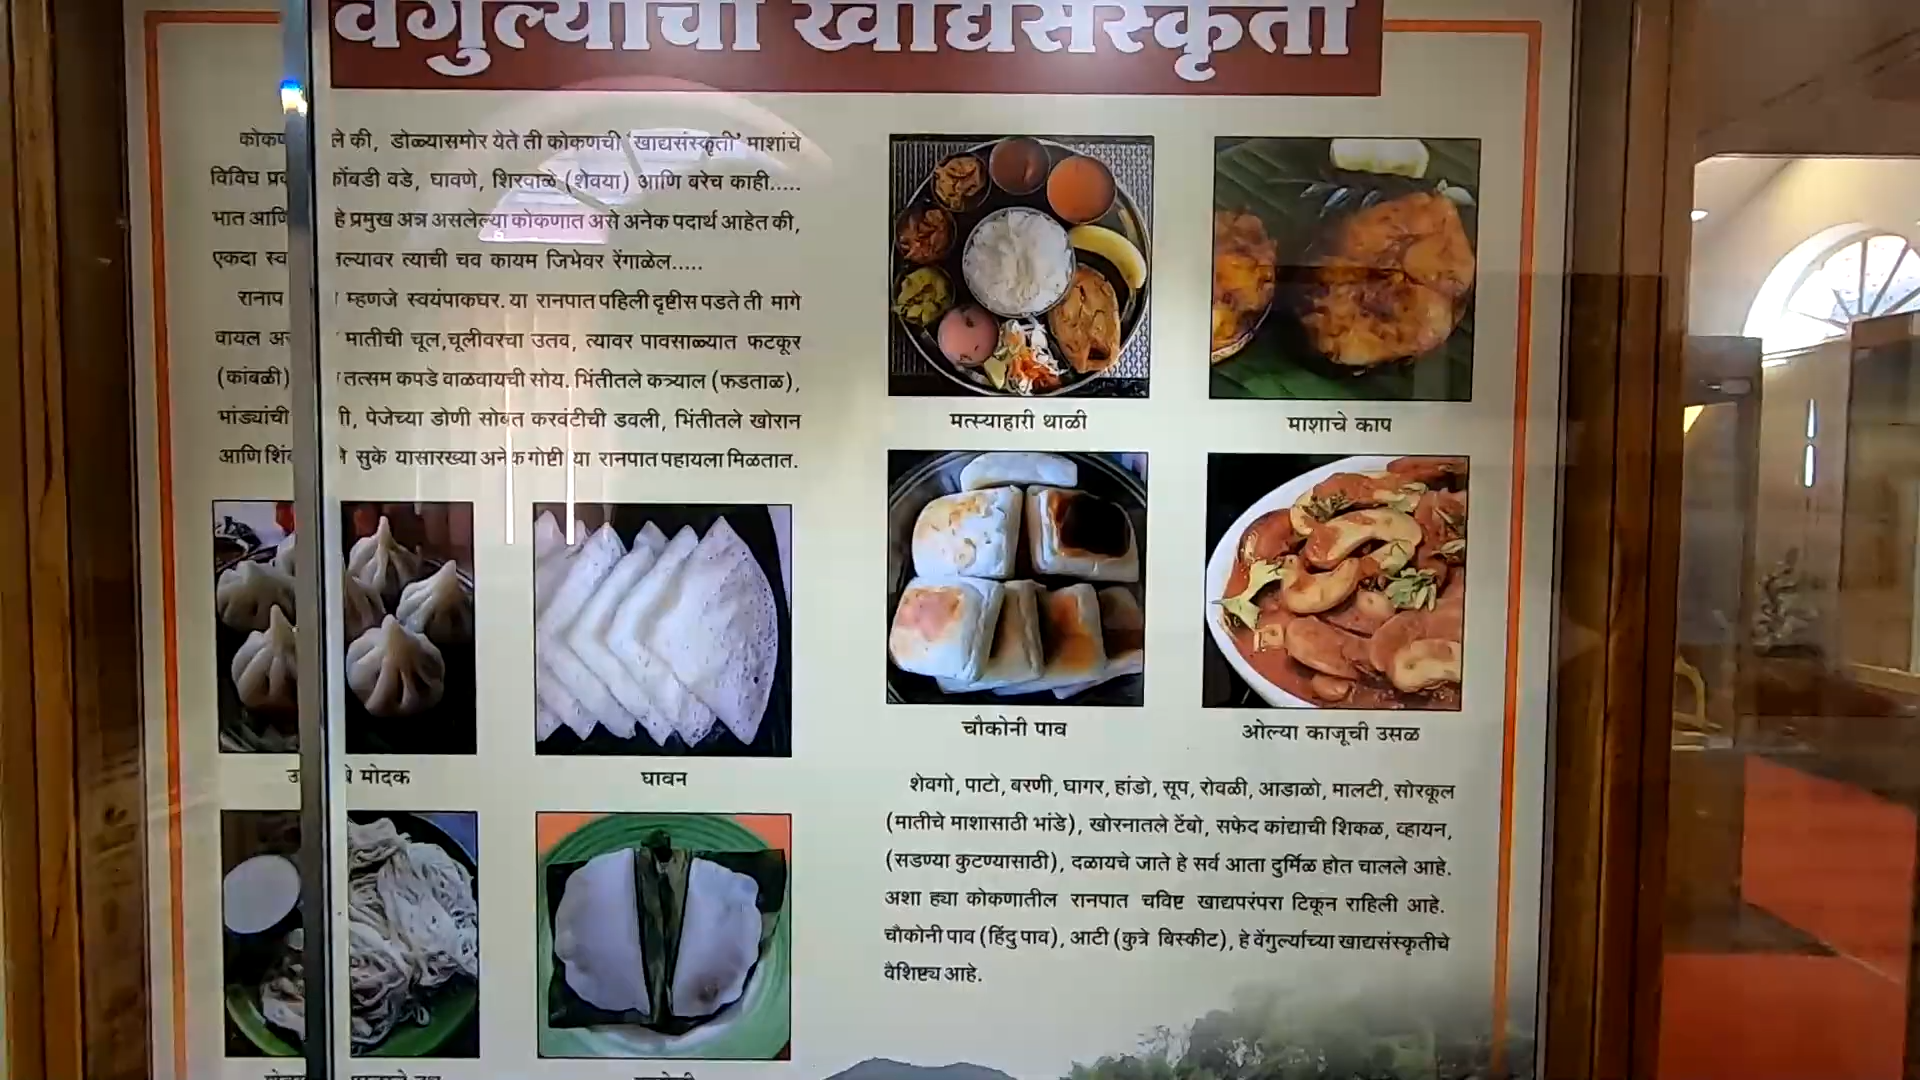 वेंगुर्ल्याची खाद्यसंस्कृती
ले की, डोळ्यासमोर येते ती कोकणची 'खाद्यसंस्कृती' माशांचे
विविध कोंबडी वडे, घावणे, शिरवाळे (शेवया) आणि बरेच काही.....
भात आणि हे प्रमुख अन्न असलेल्या कोकणात असे अनेक पदार्थ आहेत की,
एकदा त्याची चव कायम जिभेवर रेंगाळेल.....
म्हणजे स्वयंपाकघर. या रानपात पहिली दृष्टीस पडते ती मागे
वायल मातीची चूल,चूलीवरचा उतव, त्यावर पावसाळ्यात फटकूर
(कांबळी) तत्सम कपडे वाळवायची सोय. भिंतीतले कत्र्याल (फडताळ),
भांड्यांची पेजेच्या डोणी सोबत करवंटीची डवली, भिंतीतले खोरान
आणि सुके यासारख्या अनेक गोष्टी या रानपात पहायला मिळतात.
मत्स्याहारी थाळी
माशाचे काप
चौकोनी पाव
ओल्या काजूची उसळ
मोदक
घावन
शेवगो, पाटो, बरणी, घागर, हांडो, सूप, रोवळी, आडाळो, मालटी, सोरकूल
(मातीचे माशासाठी भांडे), खोरनातले टेंबो, सफेद कांद्याची शिकळ, व्हायन,
(सडण्या कुटण्यासाठी), दळायचे जाते हे सर्व आता दुर्मिळ होत चालले आहे.
अशा ह्या कोकणातील रानपात चविष्ट खाद्यपरंपरा टिकून राहिली आहे.
चौकोनी पाव (हिंदु पाव), आटी (कुत्रे बिस्कीट), हे वेंगुर्ल्याच्या खाद्यसंस्कृतीचे
वैशिष्ट्य आहे.